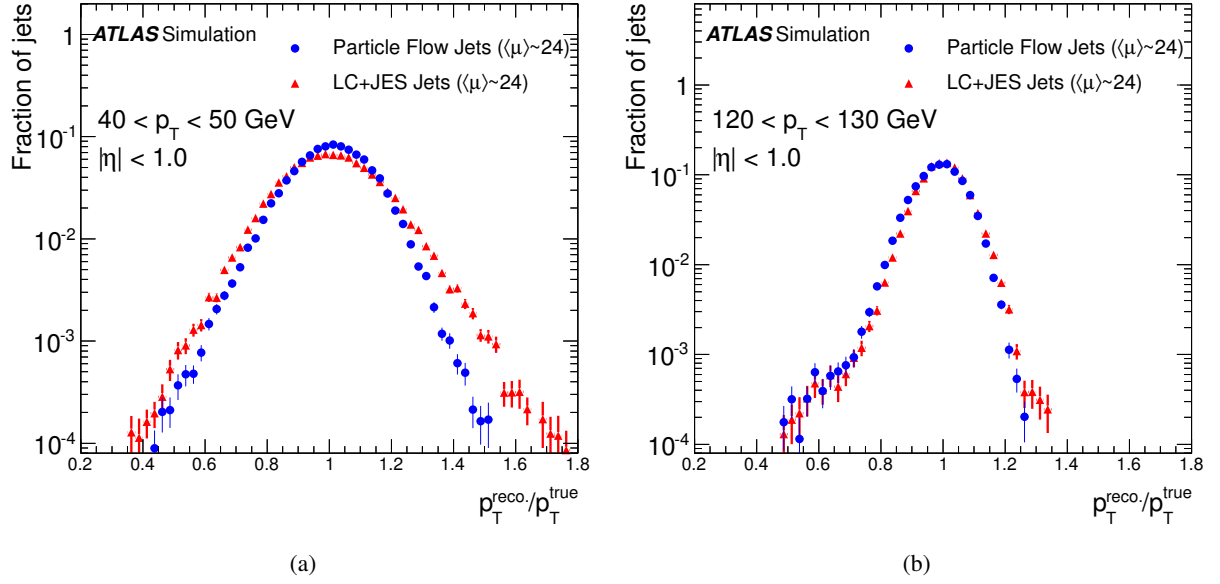 Fraction of jets
ATLAS Simulation
Particle Flow Jets (⟨μ⟩~24)
LC+JES Jets (⟨μ⟩~24)
40 < p_T < 50 GeV
|η| < 1.0
1
10^-1
10^-2
10^-3
10^-4
0.2 0.4 0.6 0.8 1 1.2 1.4 1.6 1.8
p_T^reco./p_T^true
(a)
Fraction of jets
ATLAS Simulation
Particle Flow Jets (⟨μ⟩~24)
LC+JES Jets (⟨μ⟩~24)
120 < p_T < 130 GeV
|η| < 1.0
1
10^-1
10^-2
10^-3
10^-4
0.2 0.4 0.6 0.8 1 1.2 1.4 1.6 1.8
p_T^reco./p_T^true
(b)